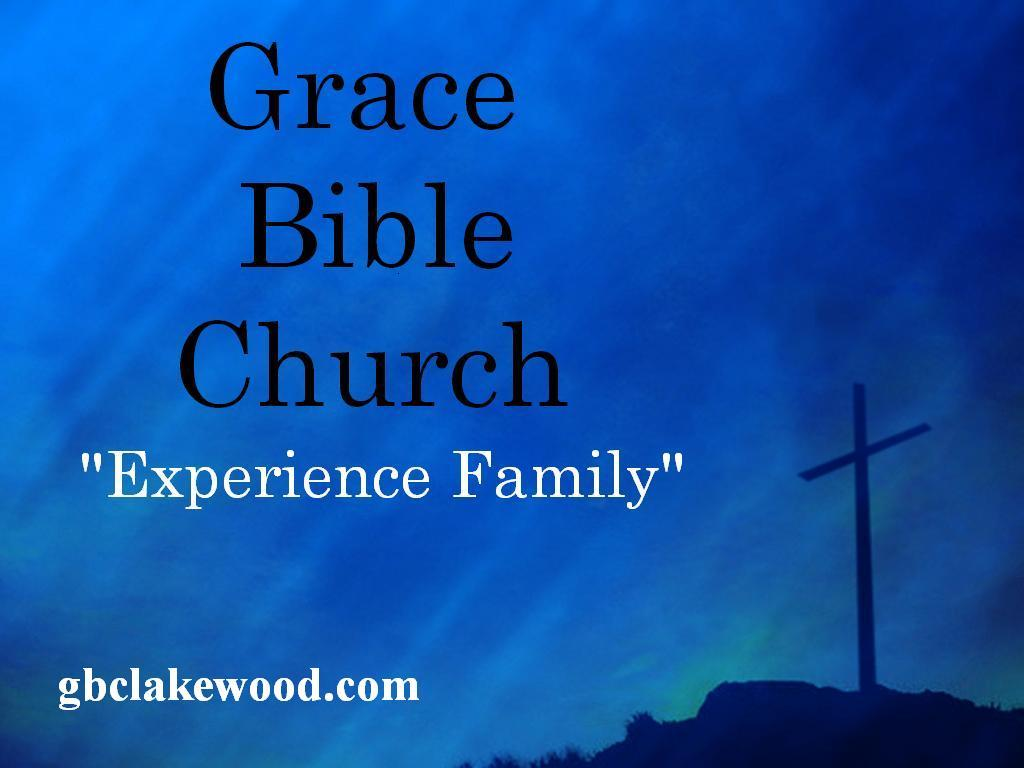 Grace
Bible
Church
"Experience Family"
gbclakewood.com